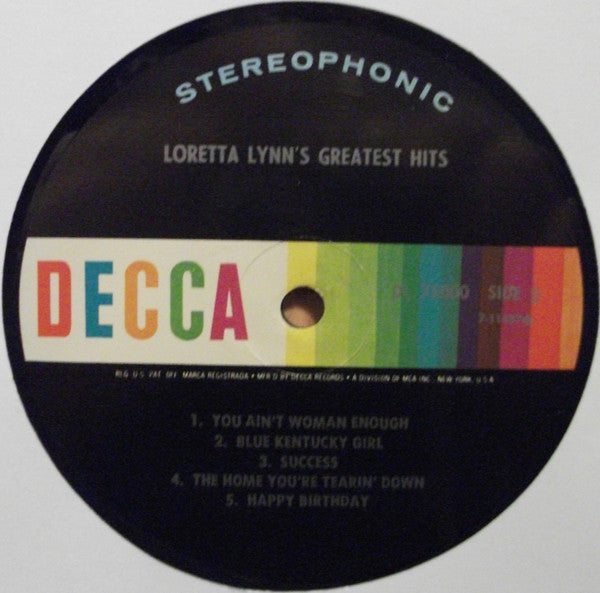 STEREOPHONIC
LORETTA LYNN'S GREATEST HITS
DECCA
SIDE
REG. U.S. PAT. OFF. MARCA REGISTRADA • MFR'D BY DECCA RECORDS • A DIVISION OF MCA INC., NEW YORK, U.S.A.
1. YOU AIN'T WOMAN ENOUGH
2. BLUE KENTUCKY GIRL
3. SUCCESS
4. THE HOME YOU'RE TEARIN' DOWN
5. HAPPY BIRTHDAY